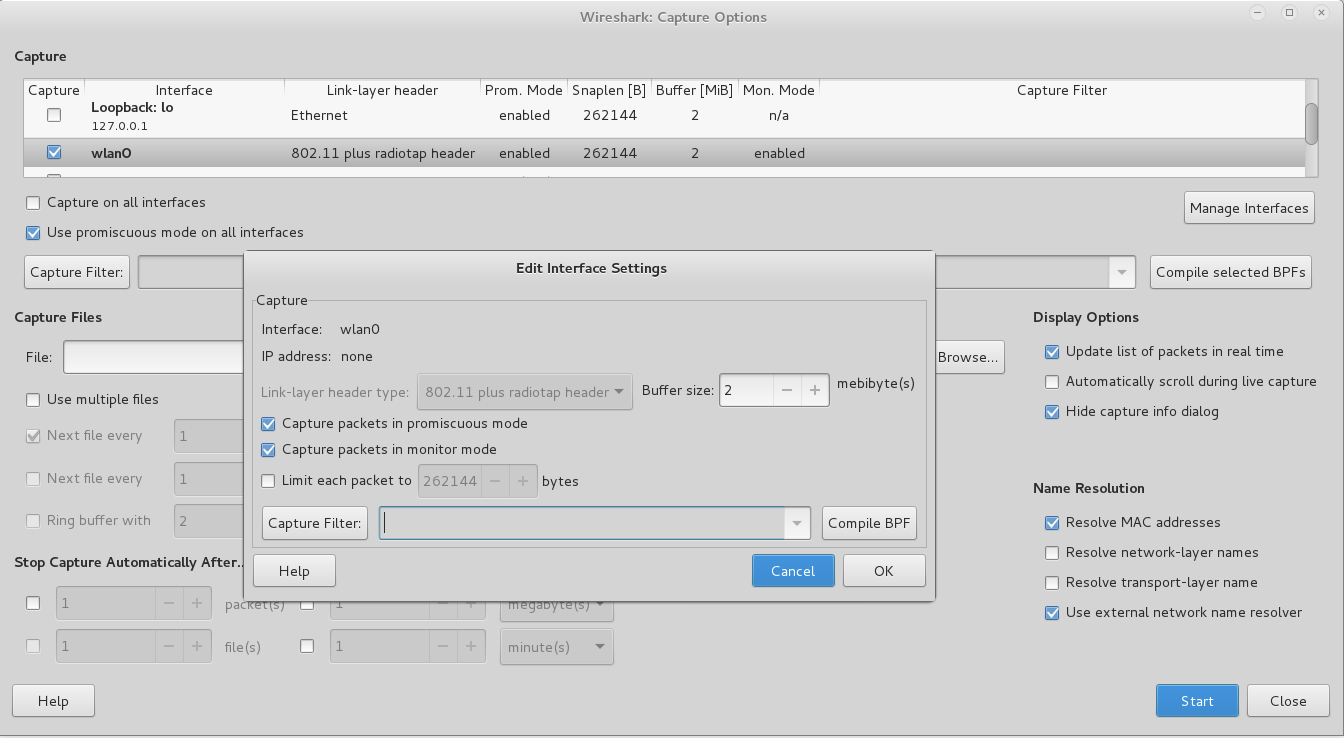 Wireshark: Capture Options
Capture
Capture Interface Link-layer header Prom. Mode Snaplen [B] Buffer [MiB] Mon. Mode Capture Filter
Loopback: lo
127.0.0.1
Ethernet enabled 262144 2 n/a
wlan0 802.11 plus radiotap header enabled 262144 2 enabled
Capture on all interfaces
Manage Interfaces
Use promiscuous mode on all interfaces
Capture Filter:
Compile selected BPFs
Edit Interface Settings
Capture
Interface: wlan0
IP address: none
Link-layer header type: 802.11 plus radiotap header Buffer size: 2 mebibyte(s)
Capture packets in promiscuous mode
Capture packets in monitor mode
Limit each packet to 262144 bytes
Capture Filter: Compile BPF
Help Cancel OK
Capture Files
File:
Browse...
Use multiple files
Next file every 1
Next file every 1
Ring buffer with 2
Display Options
Update list of packets in real time
Automatically scroll during live capture
Hide capture info dialog
Stop Capture Automatically After...
1 packet(s) 1 megabyte(s)
1 file(s) 1 minute(s)
Name Resolution
Resolve MAC addresses
Resolve network-layer names
Resolve transport-layer name
Use external network name resolver
Help
Start Close